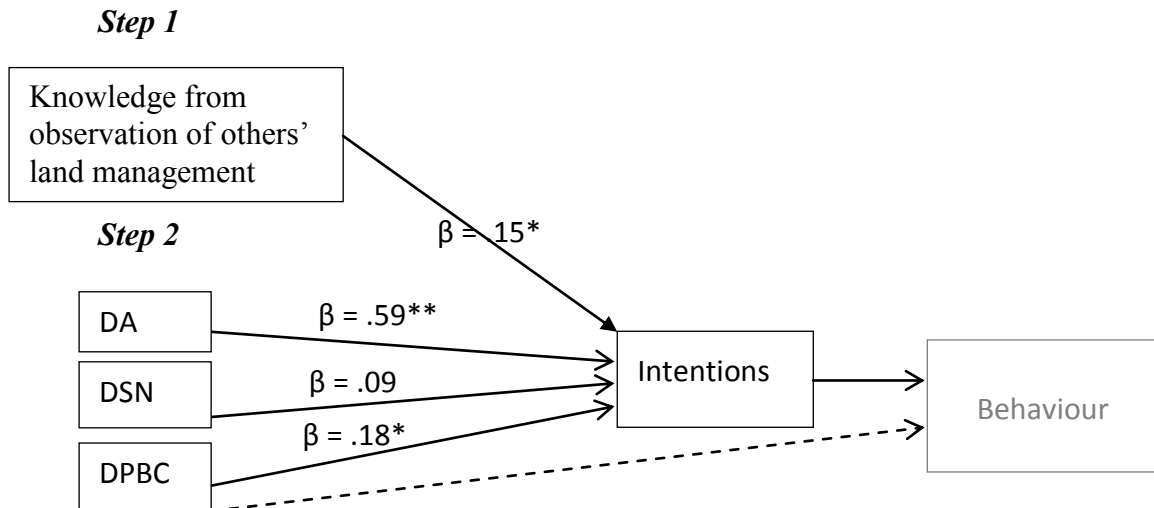 Step 1
Knowledge from
observation of others’
land management
Step 2
β = .15*
DA
β = .59**
DSN
β = .09
DPBC
β = .18*
Intentions
Behaviour